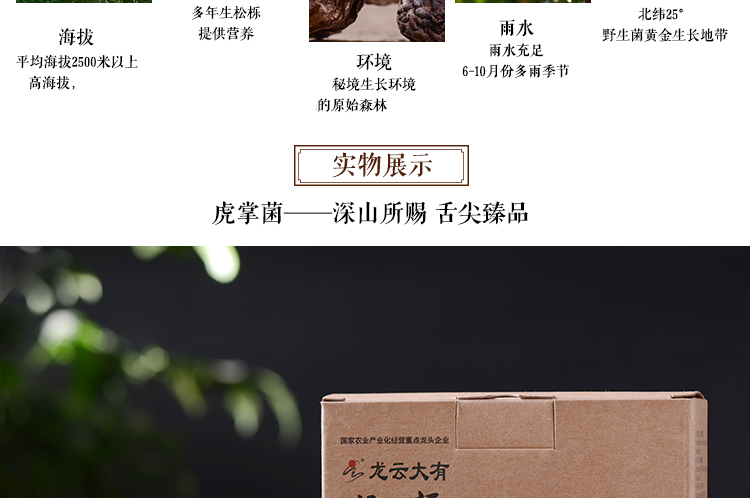 海拔
平均海拔2500米以上
高海拔，
多年生松栎
提供营养
环境
秘境生长环境
的原始森林
雨水
雨水充足
6-10月份多雨季节
北纬25°
野生菌黄金生长地带
实物展示
虎掌菌——深山所赐 舌尖臻品
国家农业产业化经营重点龙头企业
龙云大有